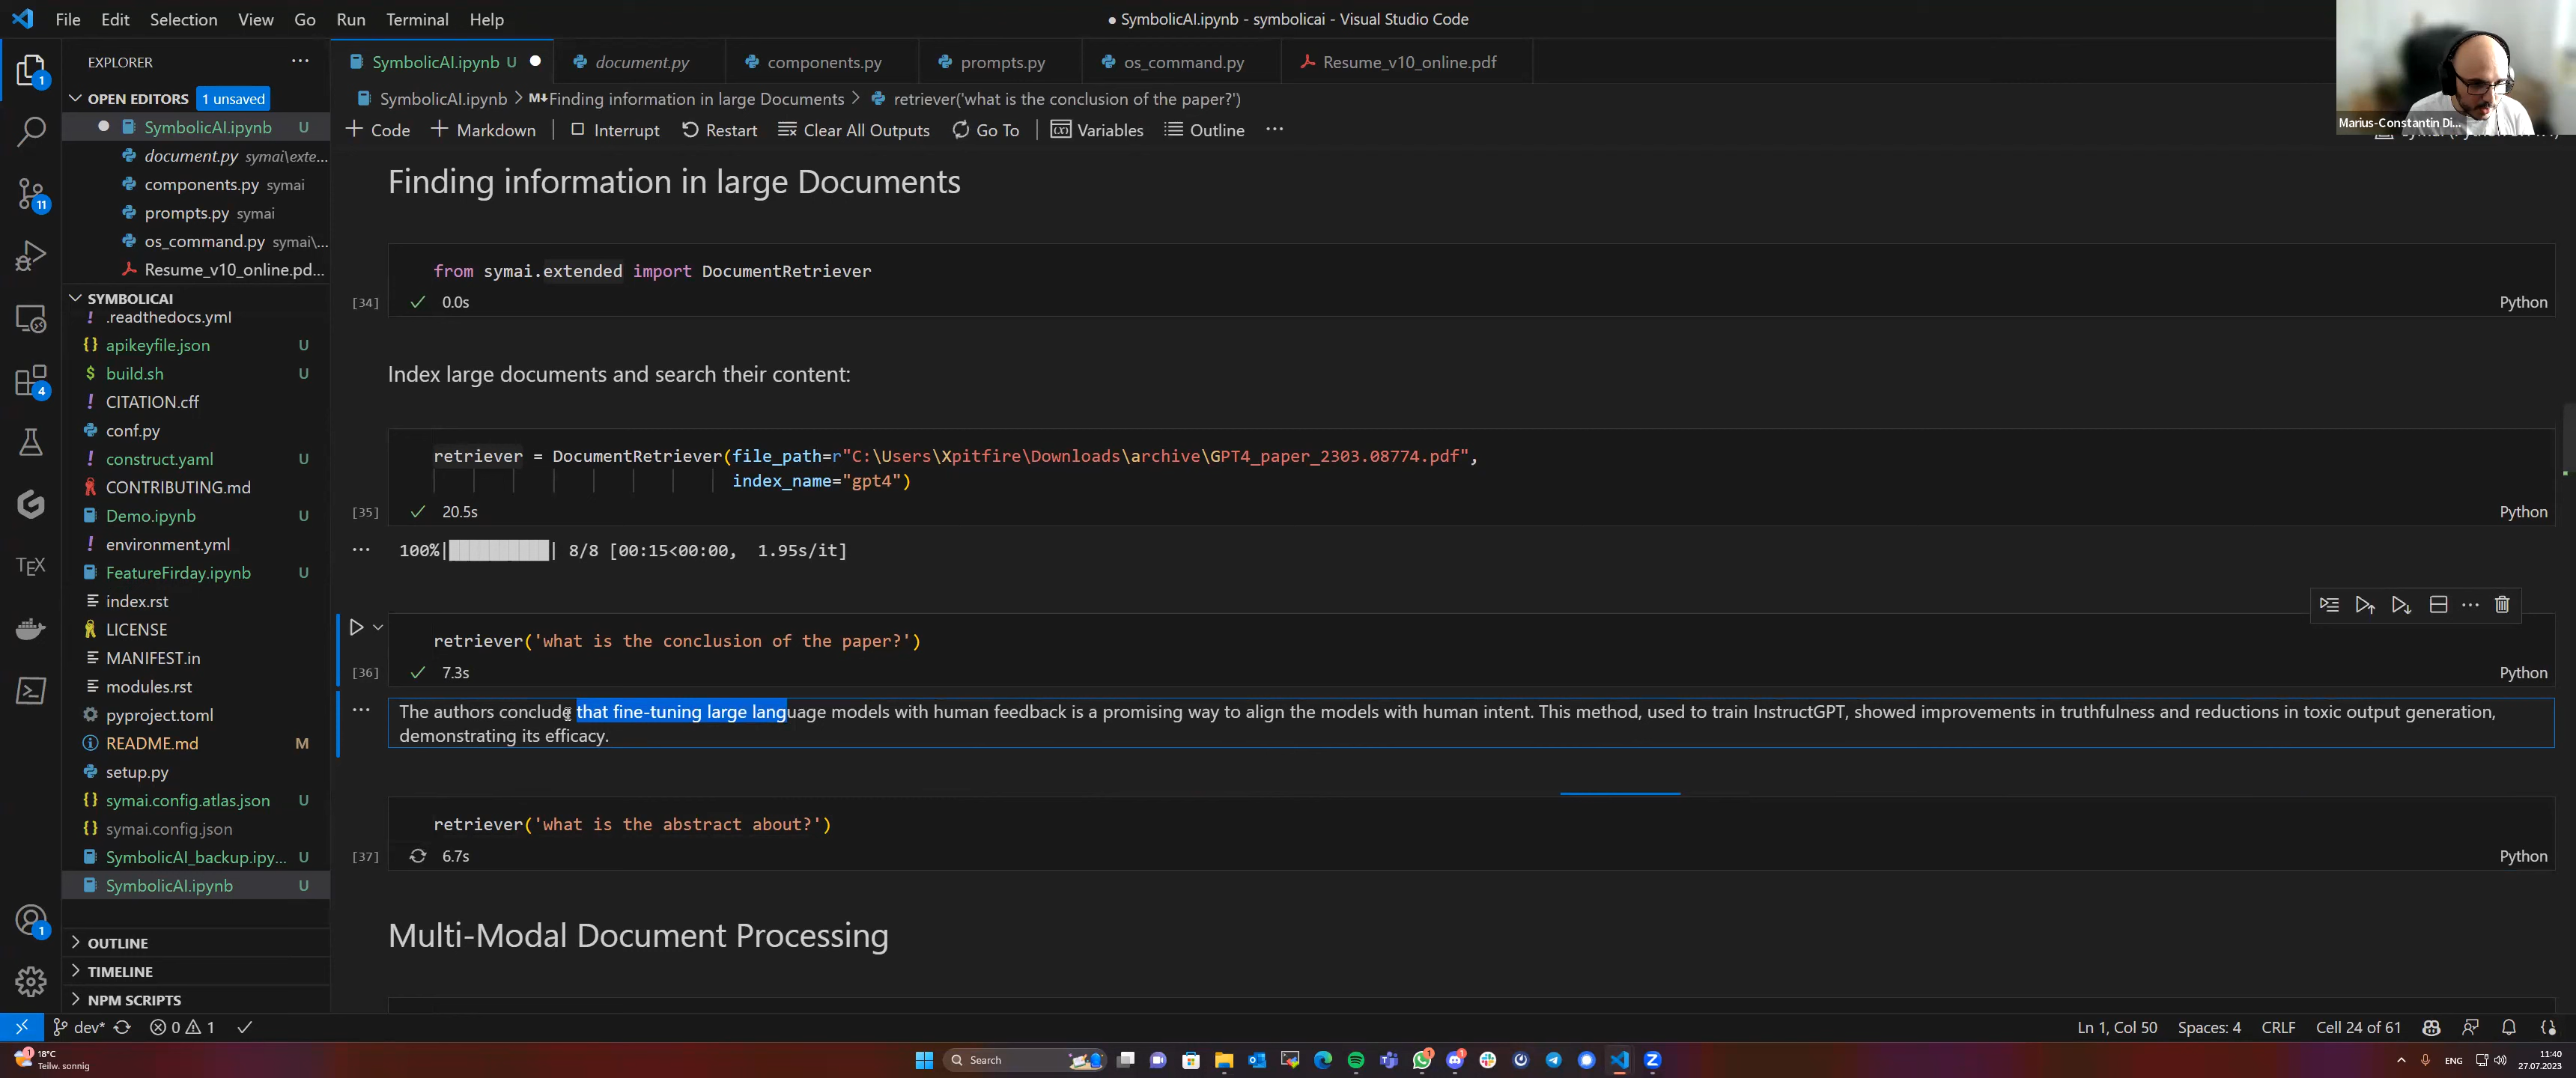 File Edit Selection View Go Run Terminal Help
● SymbolicAI.ipynb - symbolicai - Visual Studio Code
EXPLORER ...
SymbolicAI.ipynb U ● document.py components.py prompts.py os_command.py Resume_v10_online.pdf
OPEN EDITORS 1 unsaved
SymbolicAI.ipynb > M↓Finding information in large Documents > retriever('what is the conclusion of the paper?')
+ Code + Markdown Interrupt Restart Clear All Outputs Go To Variables Outline ...
Marius-Constantin Di...
SymbolicAI.ipynb U
document.py symai\exte...
components.py symai
prompts.py symai
os_command.py symai\...
Resume_v10_online.pd...
SYMBOLICAI
.readthedocs.yml
apikeyfile.json U
build.sh U
CITATION.cff
conf.py
construct.yaml U
CONTRIBUTING.md
Demo.ipynb U
environment.yml
FeatureFirday.ipynb U
index.rst
LICENSE
MANIFEST.in
modules.rst
pyproject.toml
README.md M
setup.py
symai.config.atlas.json U
symai.config.json
SymbolicAI_backup.ipy... U
SymbolicAI.ipynb U
OUTLINE
TIMELINE
NPM SCRIPTS
1
11
4
TEX
1
Finding information in large Documents
from symai.extended import DocumentRetriever
[34] ✓ 0.0s Python
Index large documents and search their content:
retriever = DocumentRetriever(file_path=r"C:\Users\Xpitfire\Downloads\archive\GPT4_paper_2303.08774.pdf",
index_name="gpt4")
[35] ✓ 20.5s Python
... 100%|██████████| 8/8 [00:15<00:00, 1.95s/it]
retriever('what is the conclusion of the paper?')
[36] ✓ 7.3s Python
... The authors conclude that fine-tuning large language models with human feedback is a promising way to align the models with human intent. This method, used to train InstructGPT, showed improvements in truthfulness and reductions in toxic output generation,
demonstrating its efficacy.
retriever('what is the abstract about?')
[37] 6.7s Python
Multi-Modal Document Processing
dev* 0 1 Ln 1, Col 50 Spaces: 4 CRLF Cell 24 of 61
18°C
Teilw. sonnig
Search
ENG
11:40
27.07.2023